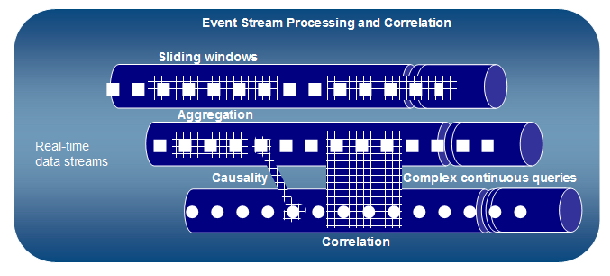 Event Stream Processing and Correlation
Sliding windows
Aggregation
Real-time
data streams
Causality
Complex continuous queries
Correlation